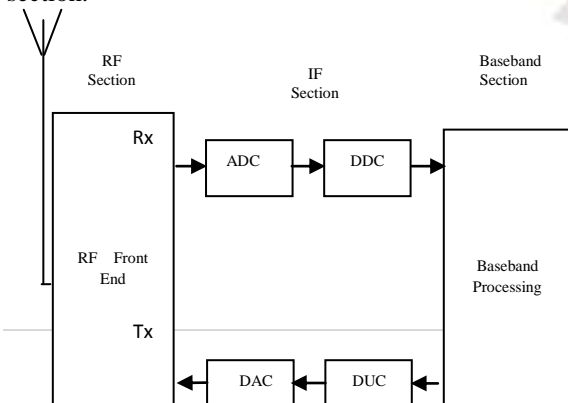 section.
RF
Section
IF
Section
Baseband
Section
Rx
ADC
DDC
RF Front
End
Baseband
Processing
Tx
DAC
DUC